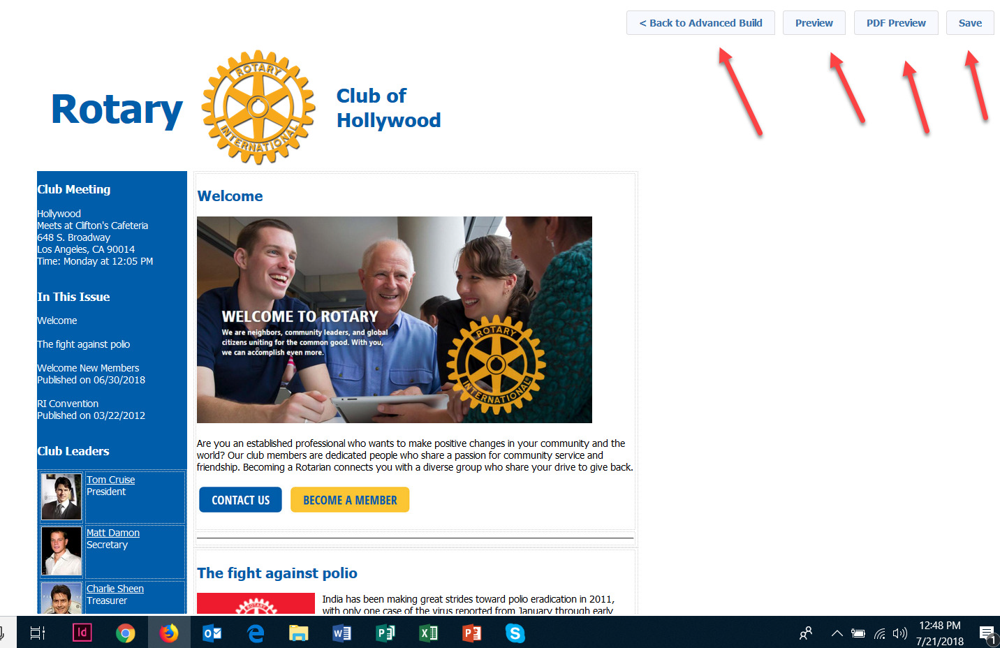 < Back to Advanced Build
Preview
PDF Preview
Save
Rotary
ROTARY
INTERNATIONAL
Club of
Hollywood
Club Meeting
Hollywood
Meets at Clifton's Cafeteria
648 S. Broadway
Los Angeles, CA 90014
Time: Monday at 12:05 PM
In This Issue
Welcome
The fight against polio
Welcome New Members
Published on 06/30/2018
RI Convention
Published on 03/22/2012
Club Leaders
Tom Cruise
President
Matt Damon
Secretary
Charlie Sheen
Treasurer
Welcome
WELCOME TO ROTARY
We are neighbors, community leaders, and global
citizens uniting for the common good. With you,
we can accomplish even more.
ROTARY
INTERNATIONAL
Are you an established professional who wants to make positive changes in your community and the
world? Our club members are dedicated people who share a passion for community service and
friendship. Becoming a Rotarian connects you with a diverse group who share your drive to give back.
CONTACT US
BECOME A MEMBER
The fight against polio
ROTARY
India has been making great strides toward polio eradication in 2011,
with only one case of the virus reported from January through early
Id
12:48 PM
7/21/2018
1